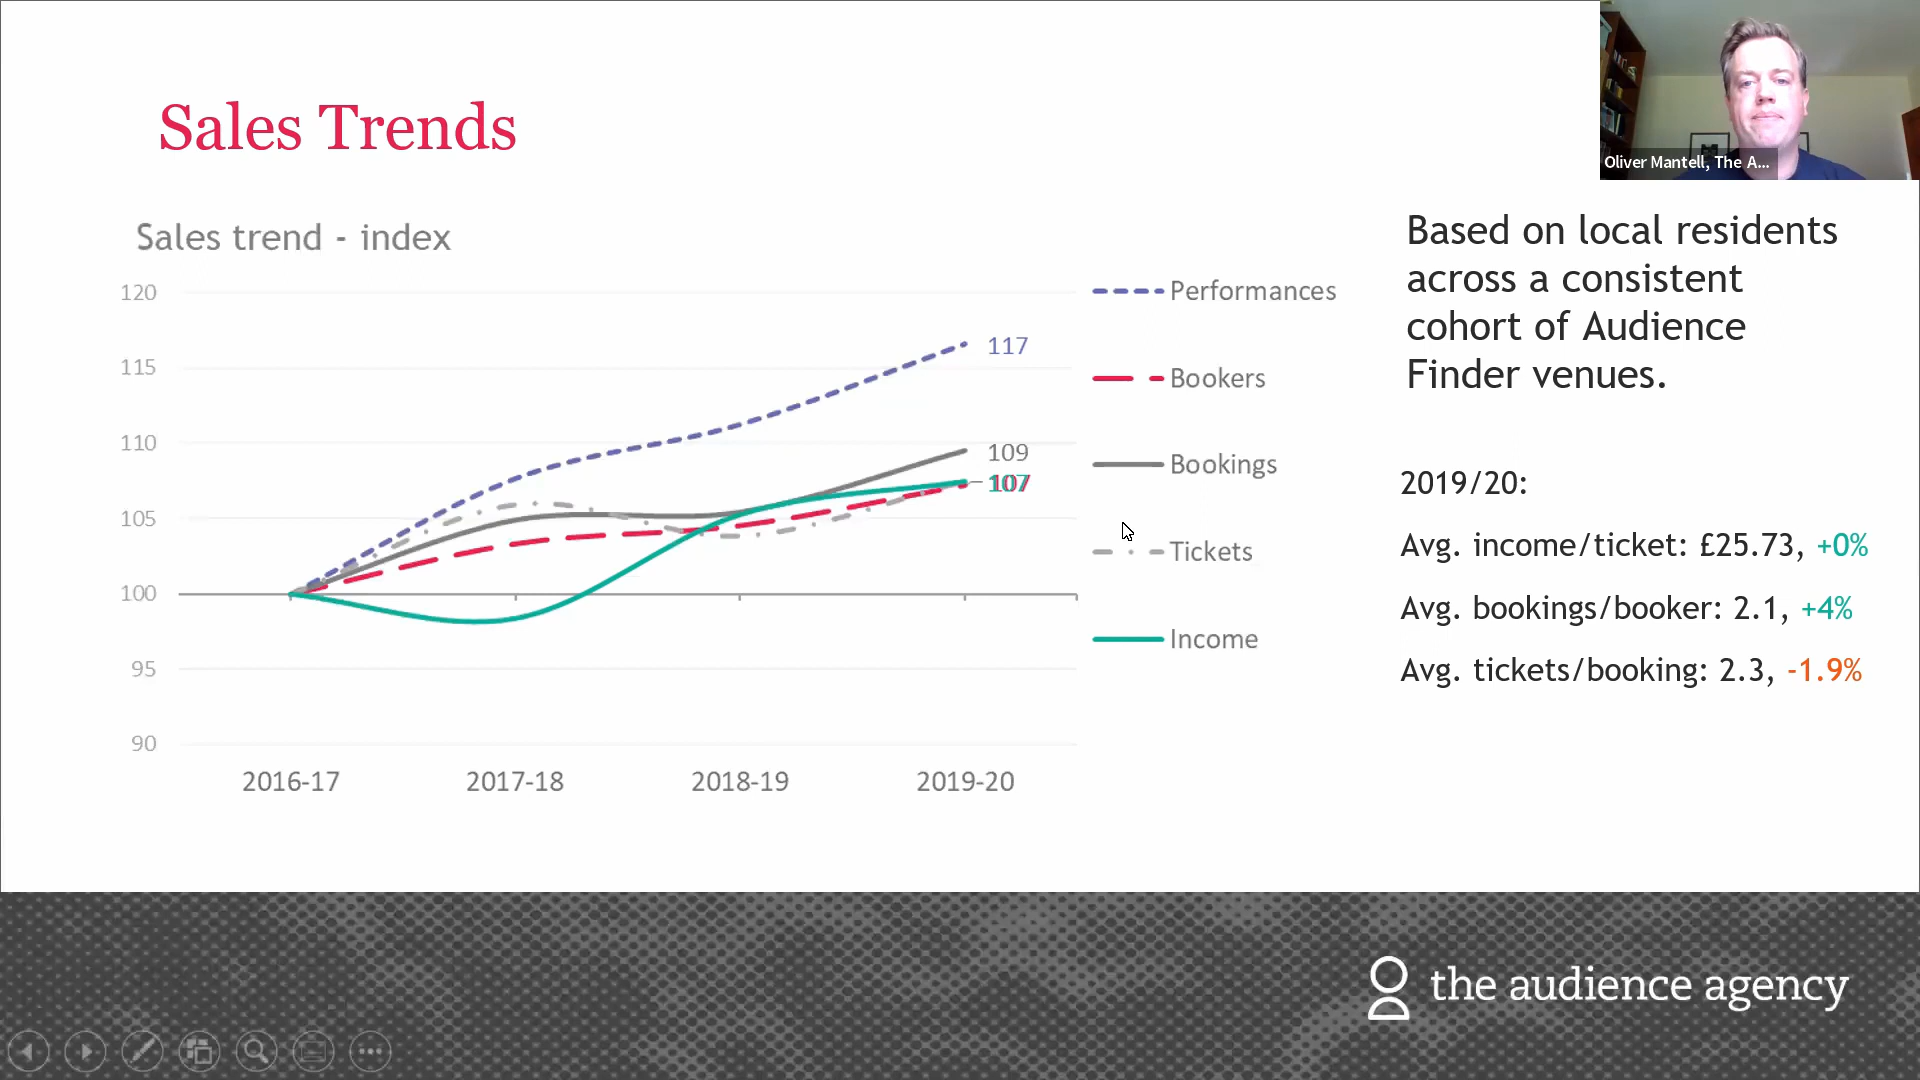 Sales Trends
Oliver Mantell, The A...
Sales trend - index
120
115
110
105
100
95
90
2016-17 2017-18 2018-19 2019-20
117
109
107
Performances
Bookers
Bookings
Tickets
Income
Based on local residents
across a consistent
cohort of Audience
Finder venues.
2019/20:
Avg. income/ticket: £25.73, +0%
Avg. bookings/booker: 2.1, +4%
Avg. tickets/booking: 2.3, -1.9%
the audience agency